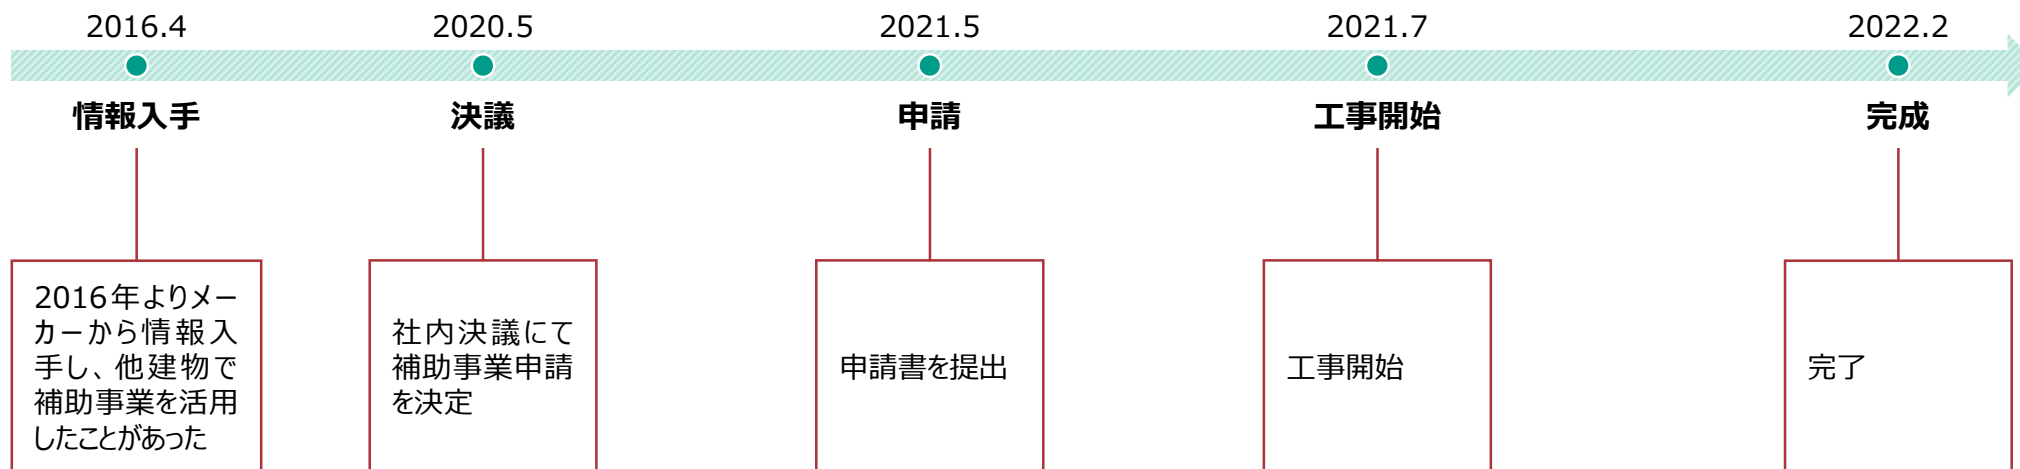 2016.4
2020.5
2021.5
2021.7
2022.2
情報入手
決議
申請
工事開始
完成
2016年よりメー
カーから情報入
手し、他建物で
補助事業を活用
したことがあった
社内決議にて
補助事業申請
を決定
申請書を提出
工事開始
完了